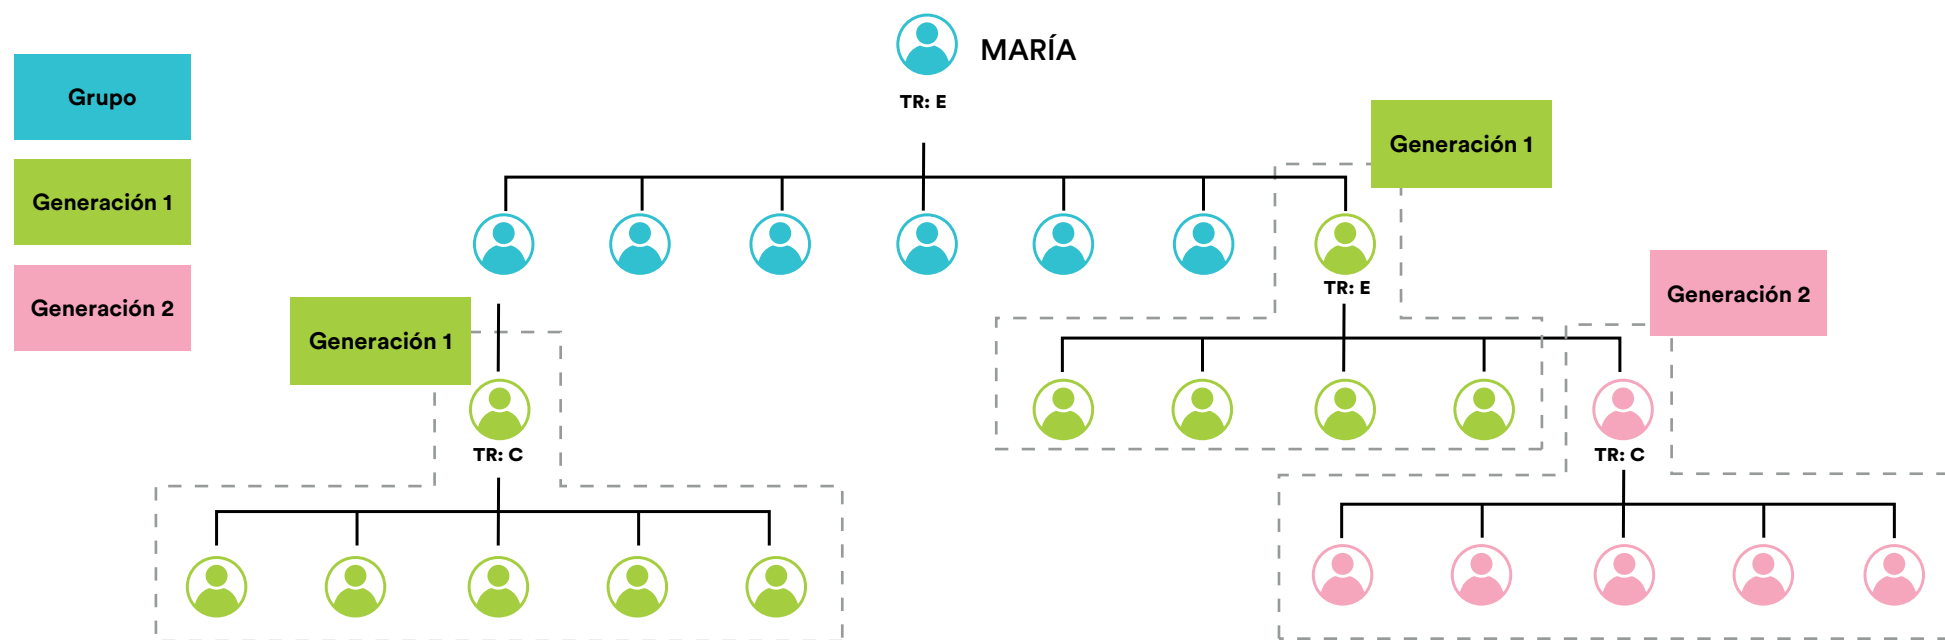 MARÍA
TR: E
Grupo
Generación 1
Generación 2
Generación 1
TR: E
Generación 2
Generación 1
TR: C
TR: C